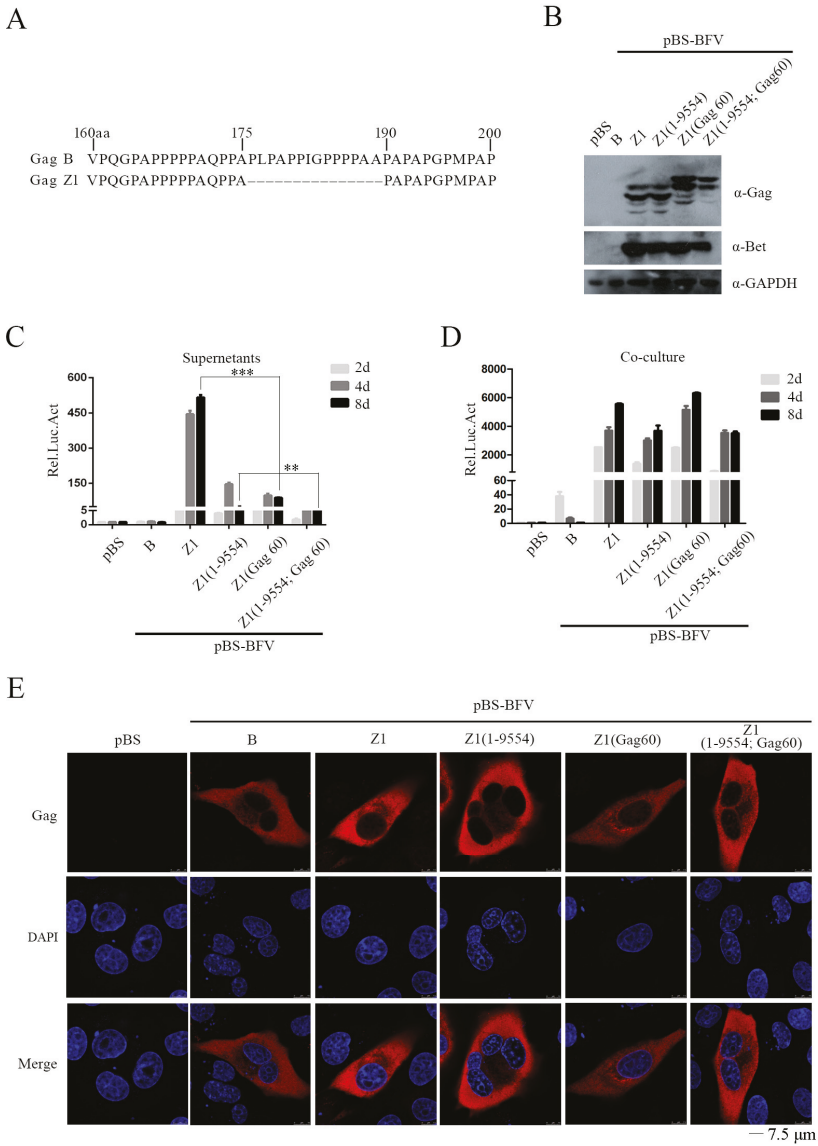 A
160aa 175 190 200
Gag B VPQGPAPPPPPAQPPAPLPAPPIGPPPPAAPAPAPGPMPAP
Gag Z1 VPQGPAPPPPPAQPPA--------------PAPAPGPMPAP
B
pBS-BFV
pBS
B
Z1
Z1(1-9554)
Z1(Gag 60)
Z1(1-9554; Gag60)
α-Gag
α-Bet
α-GAPDH
C
Supernetants
2d
4d
8d
***
**
Rel.Luc.Act
600
450
300
150
5
0
pBS
B
Z1
Z1(1-9554)
Z1(Gag 60)
Z1(1-9554; Gag 60)
pBS-BFV
D
Co-culture
2d
4d
8d
Rel.Luc.Act
8000
6000
4000
2000
60
40
20
0
pBS
B
Z1
Z1(1-9554)
Z1(Gag 60)
Z1(1-9554; Gag60)
pBS-BFV
E
pBS-BFV
pBS B Z1 Z1(1-9554) Z1(Gag60) Z1
(1-9554; Gag60)
Gag
DAPI
Merge
7.5 μm